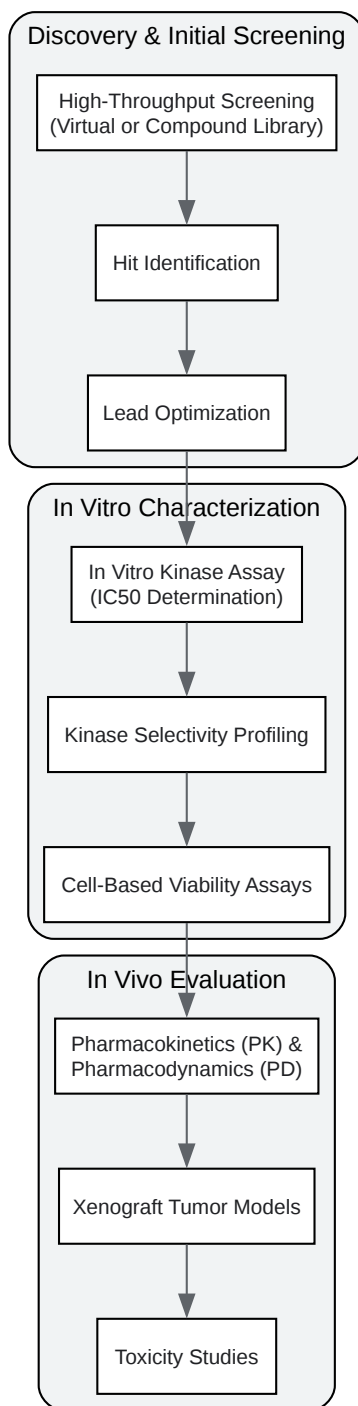 Discovery & Initial Screening
High-Throughput Screening
(Virtual or Compound Library)
Hit Identification
Lead Optimization
In Vitro Characterization
In Vitro Kinase Assay
(IC50 Determination)
Kinase Selectivity Profiling
Cell-Based Viability Assays
In Vivo Evaluation
Pharmacokinetics (PK) &
Pharmacodynamics (PD)
Xenograft Tumor Models
Toxicity Studies